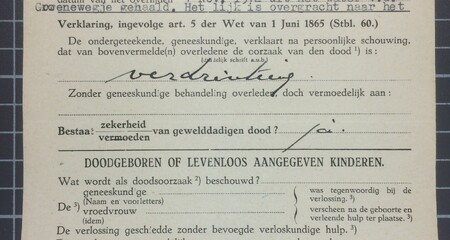 Groenewegje gehaald. Het lijk is overgracht naar het
Verklaring, ingevolge art. 5 der Wet van 1 Juni 1865 (Stbl. 60.)
De ondergeteekende, geneeskundige, verklaart na persoonlijke schouwing,
dat van bovenvermelde(n) overledene de oorzaak van den dood ¹) is:
(duidelijk schrift a.u.b.)
verdrinking
Zonder geneeskundige behandeling overleden, doch vermoedelijk aan:
Bestaat zekerheid
vermoeden van gewelddadigen dood? ja.
DOODGEBOREN OF LEVENLOOS AANGEGEVEN KINDEREN.
Wat wordt als doodsoorzaak ²) beschouwd?
De ³) geneeskundige
(Naam en voorletters)
vroedvrouw
(idem)
was tegenwoordig bij de verlossing. ³)
verscheen na de geboorte en verleende hulp ter plaatse. ³)
De verlossing geschiedde zonder bevoegde verloskundige hulp. ³)